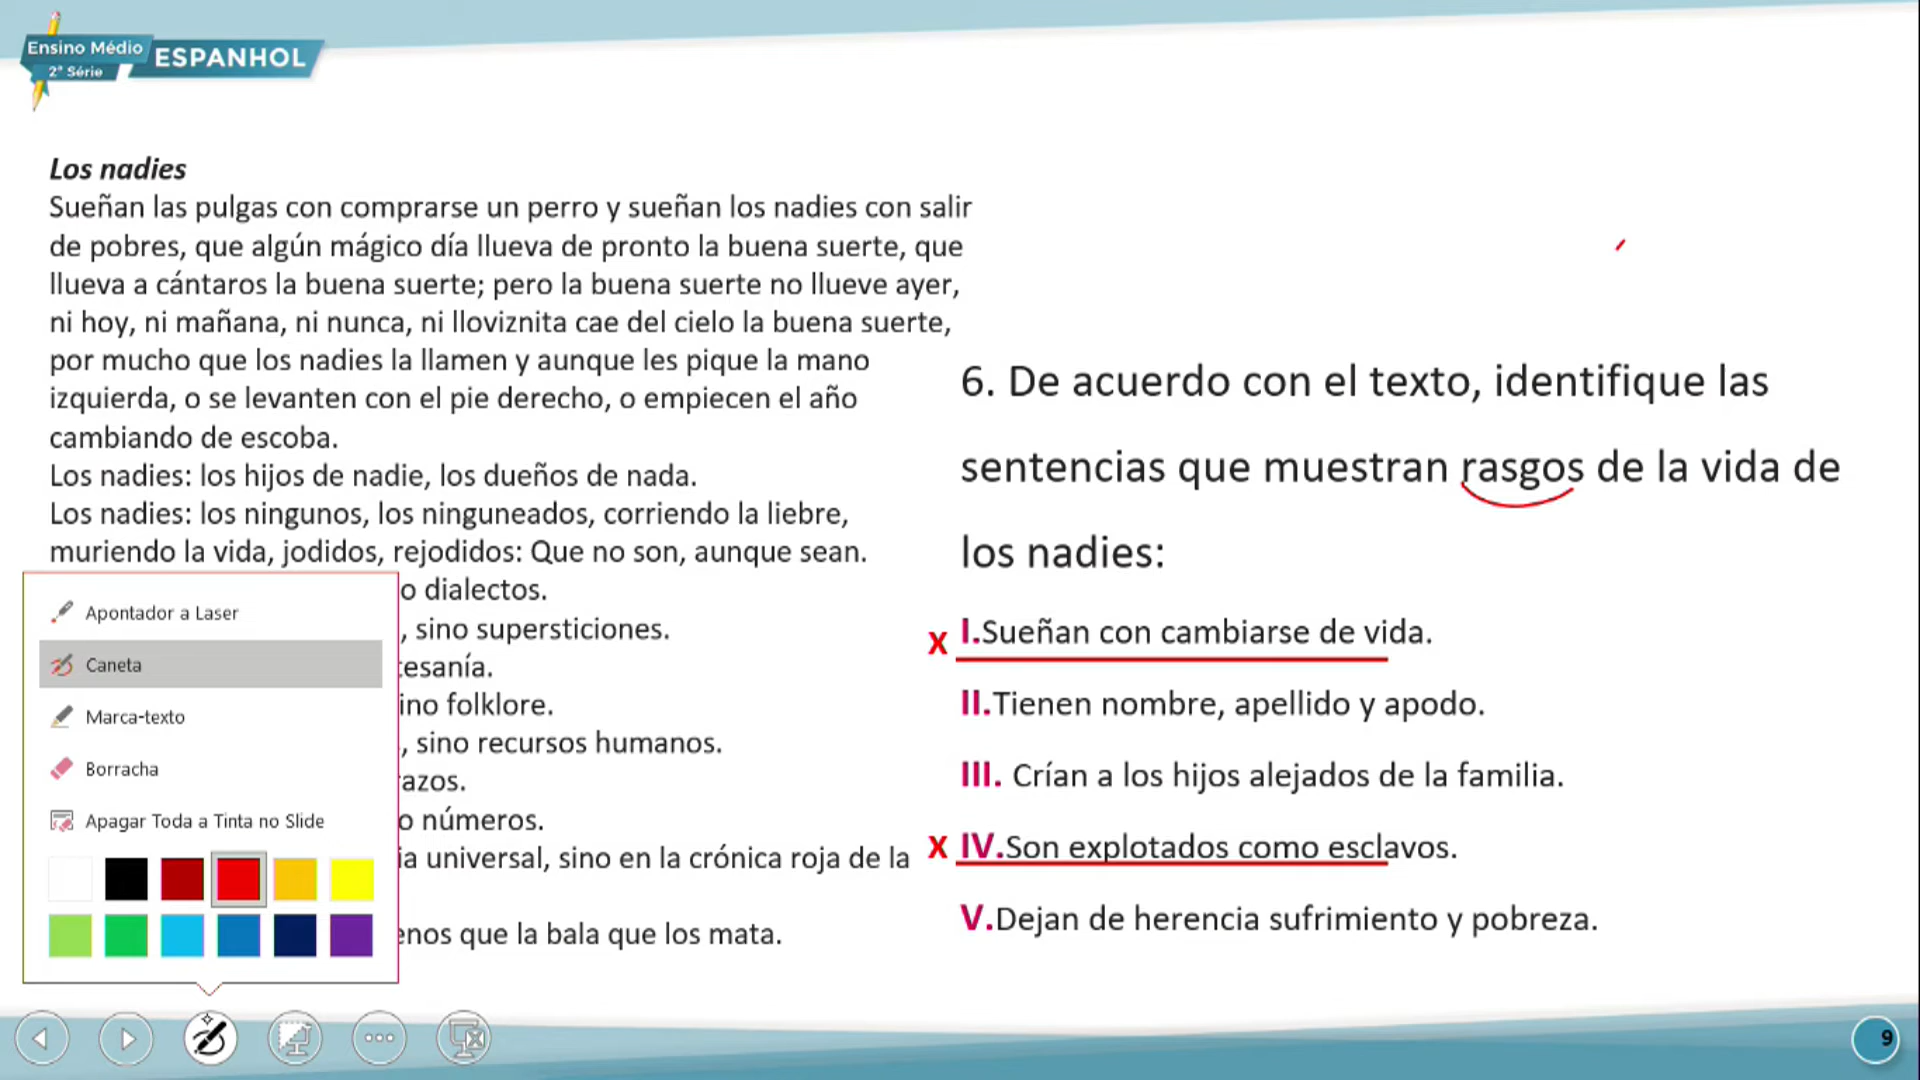 Ensino Médio
2ª Série
ESPANHOL
Los nadies
Sueñan las pulgas con comprarse un perro y sueñan los nadies con salir
de pobres, que algún mágico día llueva de pronto la buena suerte, que
llueva a cántaros la buena suerte; pero la buena suerte no llueve ayer,
ni hoy, ni mañana, ni nunca, ni lloviznita cae del cielo la buena suerte,
por mucho que los nadies la llamen y aunque les pique la mano
izquierda, o se levanten con el pie derecho, o empiecen el año
cambiando de escoba.
Los nadies: los hijos de nadie, los dueños de nada.
Los nadies: los ningunos, los ninguneados, corriendo la liebre,
muriendo la vida, jodidos, rejodidos: Que no son, aunque sean.
o dialectos.
, sino supersticiones.
tesanía.
ino folklore.
, sino recursos humanos.
razos.
o números.
ia universal, sino en la crónica roja de la
enos que la bala que los mata.
Apontador a Laser
Caneta
Marca-texto
Borracha
Apagar Toda a Tinta no Slide
6. De acuerdo con el texto, identifique las
sentencias que muestran rasgos de la vida de
los nadies:
X I.Sueñan con cambiarse de vida.
II.Tienen nombre, apellido y apodo.
III. Crían a los hijos alejados de la familia.
X IV.Son explotados como esclavos.
V.Dejan de herencia sufrimiento y pobreza.
9